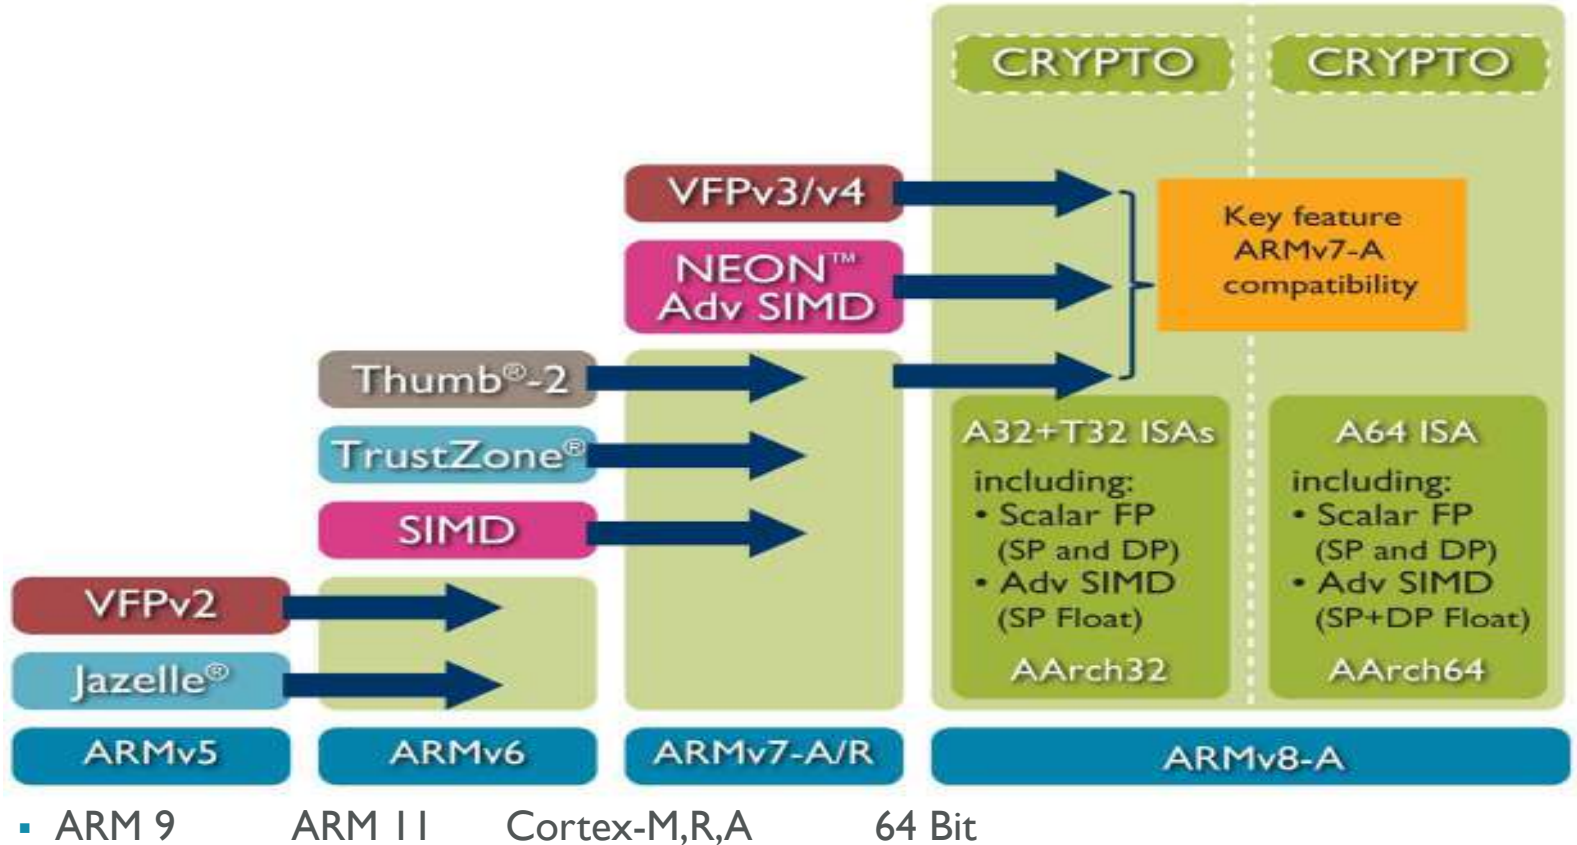 CRYPTO
CRYPTO
VFPv3/v4
Key feature
ARMv7-A
compatibility
NEON™
Adv SIMD
Thumb®-2
TrustZone®
SIMD
A32+T32 ISAs
including:
• Scalar FP
(SP and DP)
• Adv SIMD
(SP Float)
AArch32
A64 ISA
including:
• Scalar FP
(SP and DP)
• Adv SIMD
(SP+DP Float)
AArch64
VFPv2
Jazelle®
ARMv5
ARMv6
ARMv7-A/R
ARMv8-A
▪ ARM 9 ARM 11 Cortex-M,R,A 64 Bit